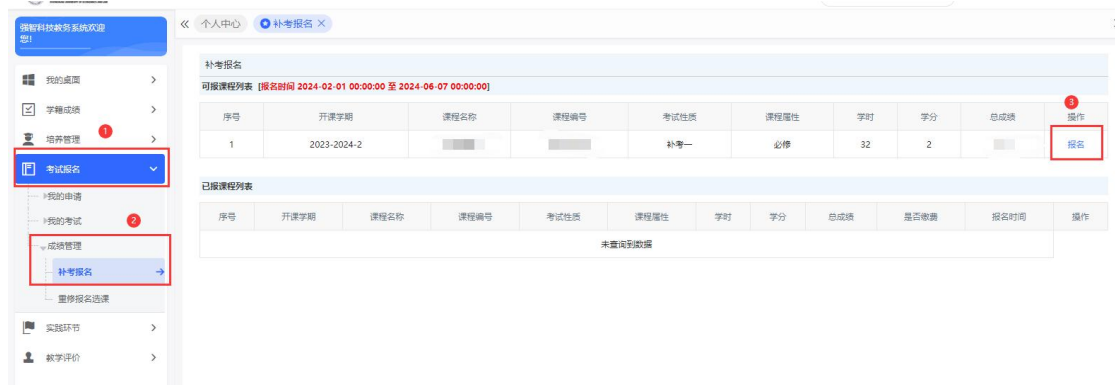 强智科技教务系统欢迎
您!
我的桌面
学籍成绩
1
培养管理
考试报名
我的申请
我的考试
2
成绩管理
补考报名
重修报名选课
实践环节
教学评价
个人中心 补考报名
补考报名
可报课程列表 [报名时间 2024-02-01 00:00:00 至 2024-06-07 00:00:00]
3
序号 开课学期 课程名称 课程编号 考试性质 课程属性 学时 学分 总成绩 操作
1 2023-2024-2 补考一 必修 32 2 报名
已报课程列表
序号 开课学期 课程名称 课程编号 考试性质 课程属性 学时 学分 总成绩 是否缴费 报名时间 操作
未查询到数据